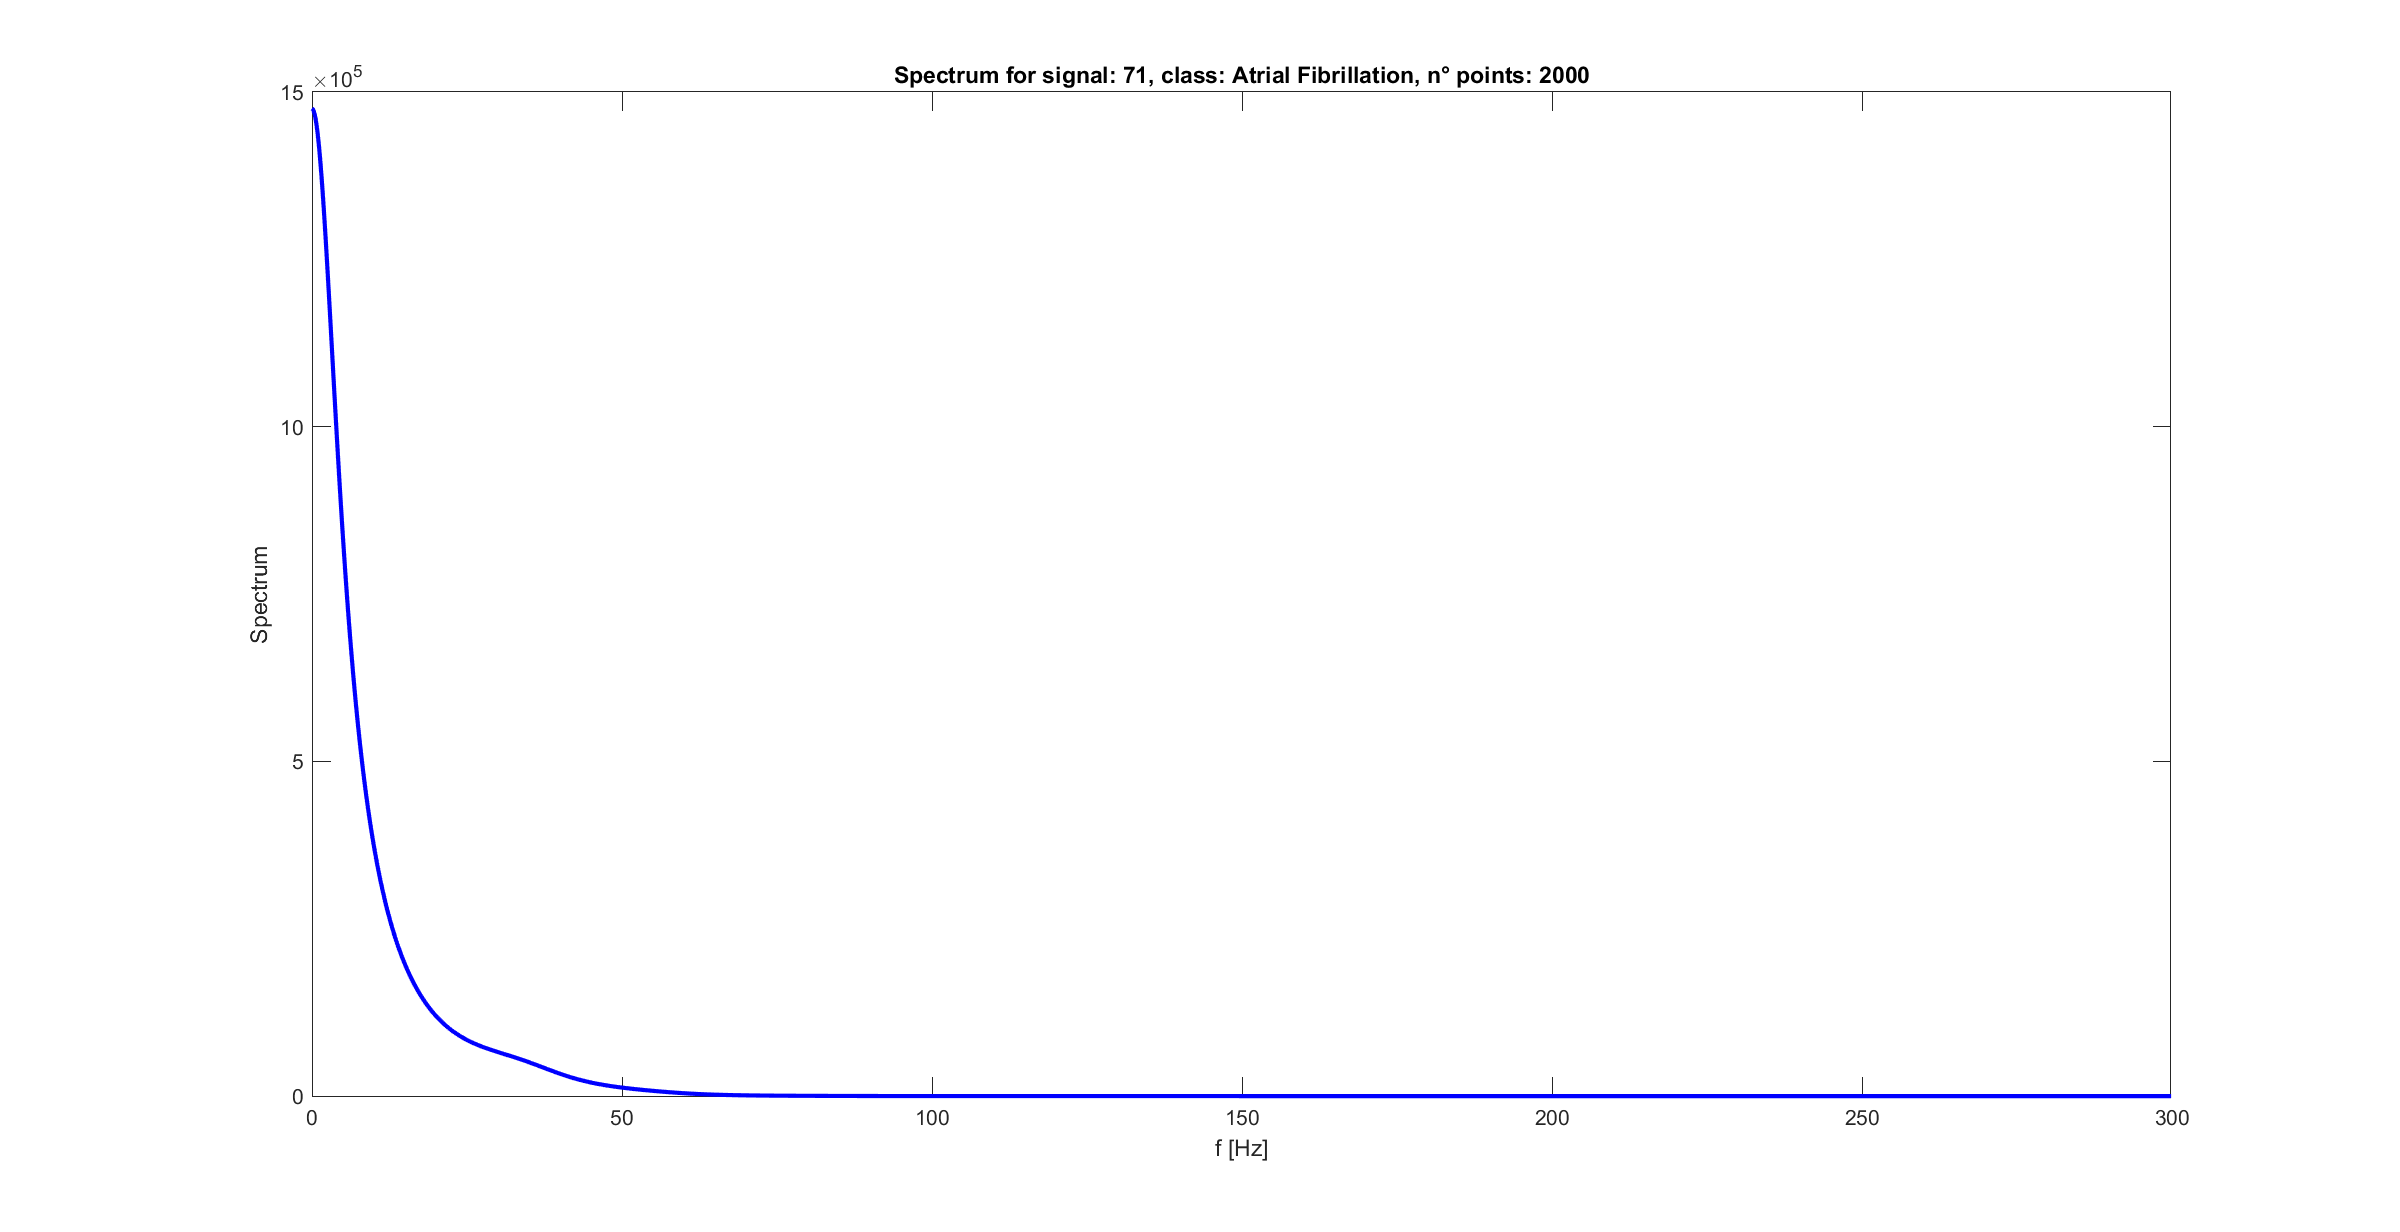 Spectrum for signal: 71, class: Atrial Fibrillation, n° points: 2000
×10^5
15
10
5
0
Spectrum
0 50 100 150 200 250 300
f [Hz]